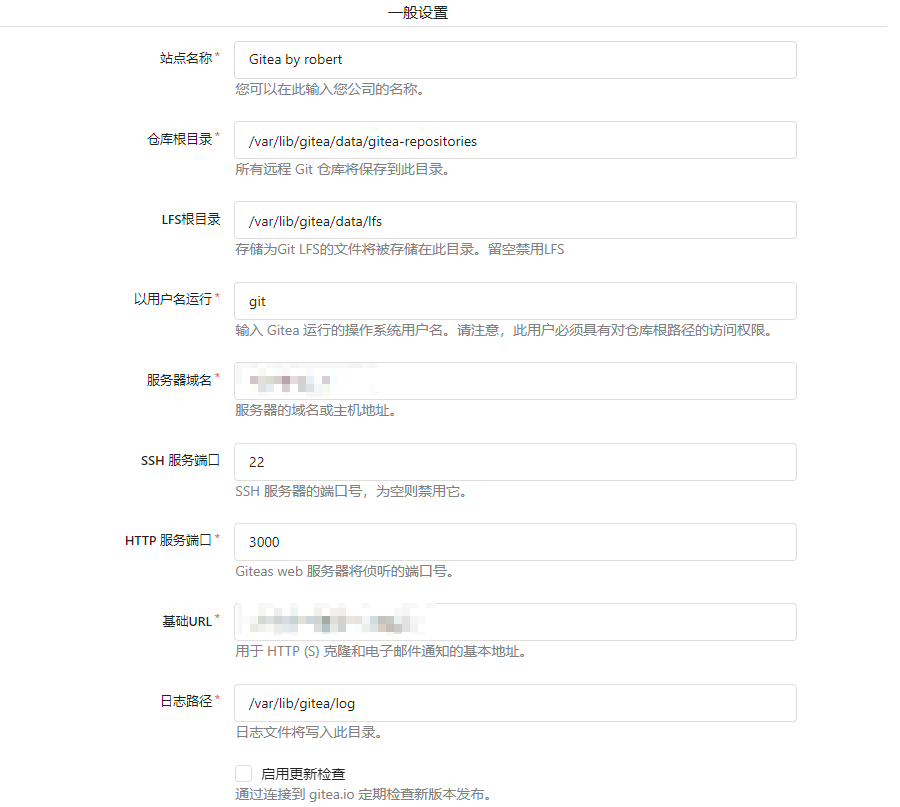 一般设置
站点名称*
Gitea by robert
您可以在此输入您公司的名称。
仓库根目录*
/var/lib/gitea/data/gitea-repositories
所有远程 Git 仓库将保存到此目录。
LFS根目录
/var/lib/gitea/data/lfs
存储为Git LFS的文件将被存储在此目录。留空禁用LFS
以用户名运行*
git
输入 Gitea 运行的操作系统用户名。请注意，此用户必须具有对仓库根路径的访问权限。
服务器域名*
服务器的域名或主机地址。
SSH 服务端口
22
SSH 服务器的端口号，为空则禁用它。
HTTP 服务端口*
3000
Giteas web 服务器将侦听的端口号。
基础URL*
用于 HTTP (S) 克隆和电子邮件通知的基本地址。
日志路径*
/var/lib/gitea/log
日志文件将写入此目录。
启用更新检查
通过连接到 gitea.io 定期检查新版本发布。